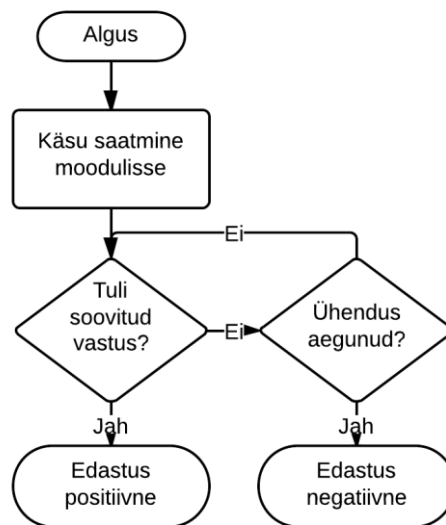 Algus
Käsu saatmine
moodulisse
Ei
Tuli
soovitud
vastus?
Ei
Ühendus
aegunud?
Jah
Jah
Edastus
positiivne
Edastus
negatiivne